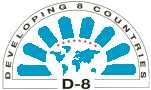 DEVELOPING 8 COUNTRIES
D-8